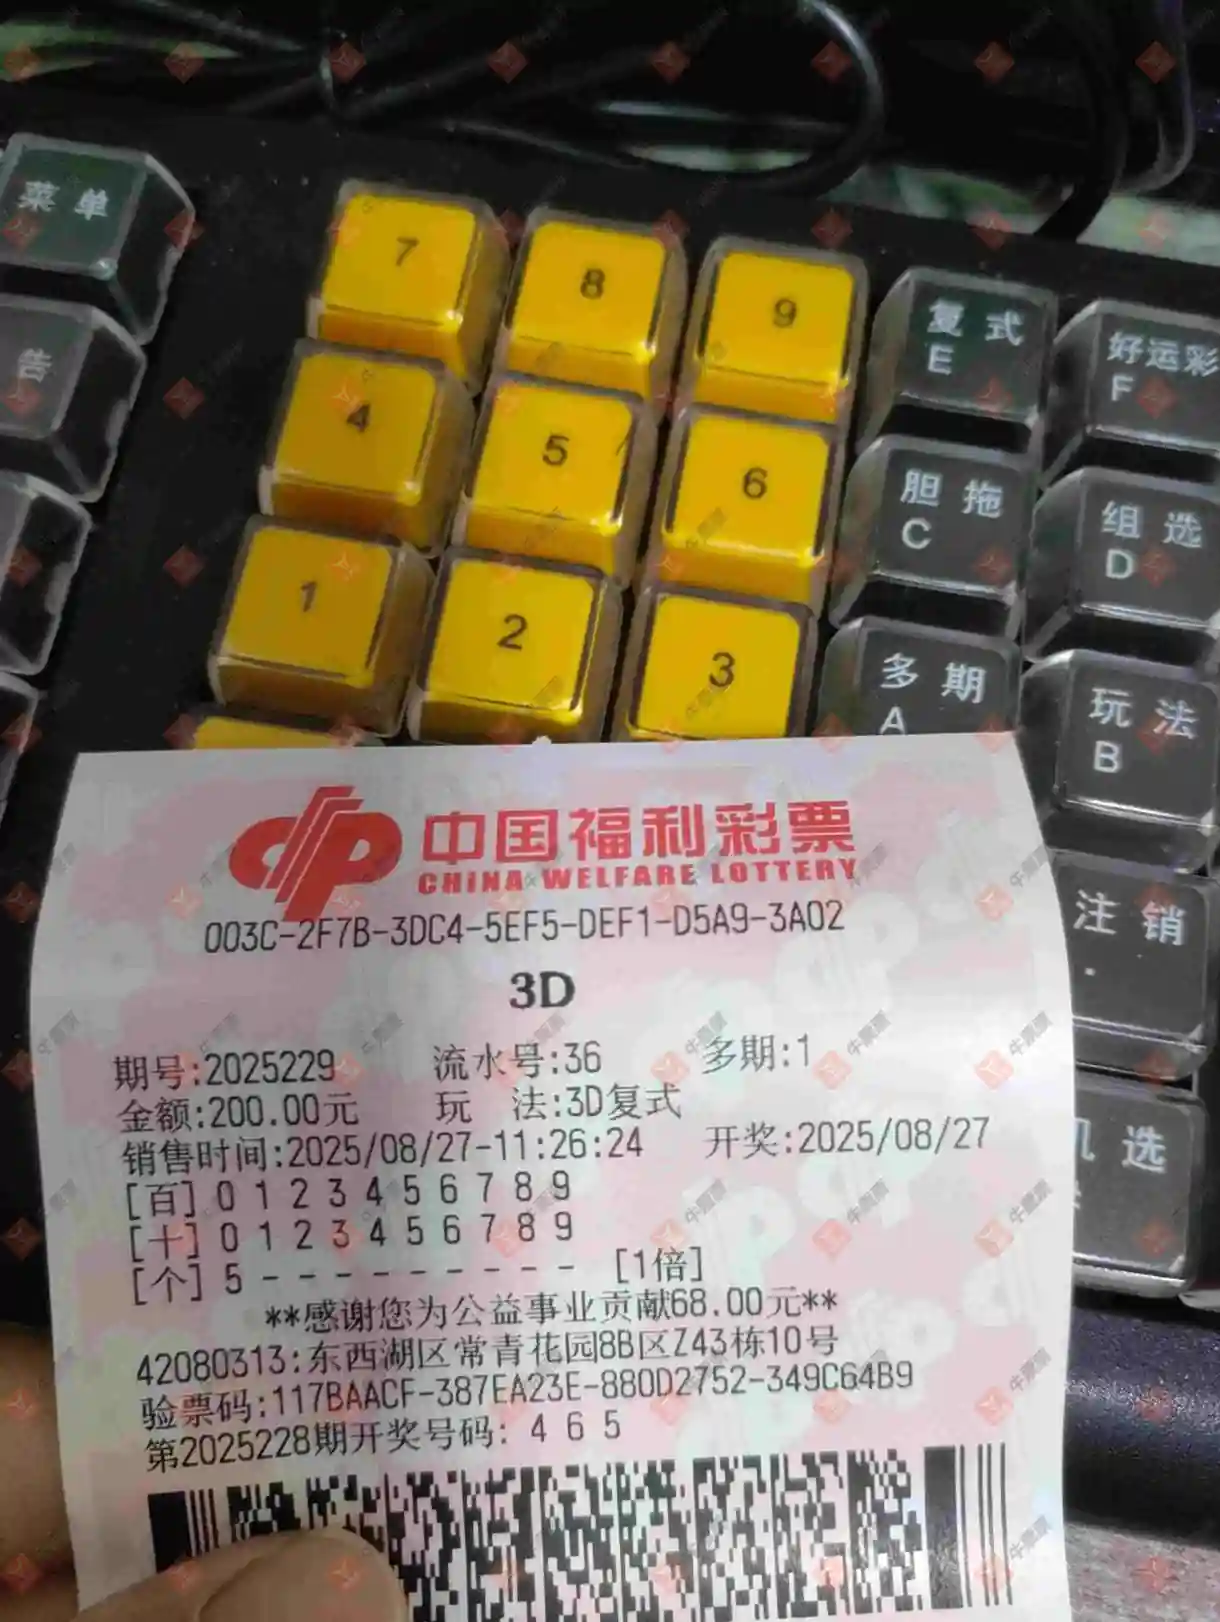 菜单
告
7
8
9
复式
E
好运彩
F
4
5
6
胆拖
C
组选
D
1
2
3
多期
A
玩法
B
注销
.
机选
中国福利彩票
CHINA WELFARE LOTTERY
003C-2F7B-3DC4-5EF5-DEF1-D5A9-3A02
3D
期号:2025229 流水号:36 多期:1
金额:200.00元 玩 法:3D复式
销售时间:2025/08/27-11:26:24 开奖:2025/08/27
[百] 0 1 2 3 4 5 6 7 8 9
[十] 0 1 2 3 4 5 6 7 8 9
[个] 5 - - - - - - - - - [1倍]
**感谢您为公益事业贡献68.00元**
42080313:东西湖区常青花园8B区Z43栋10号
验票码:117BAACF-387EA23E-880D2752-349C64B9
第2025228期开奖号码: 4 6 5